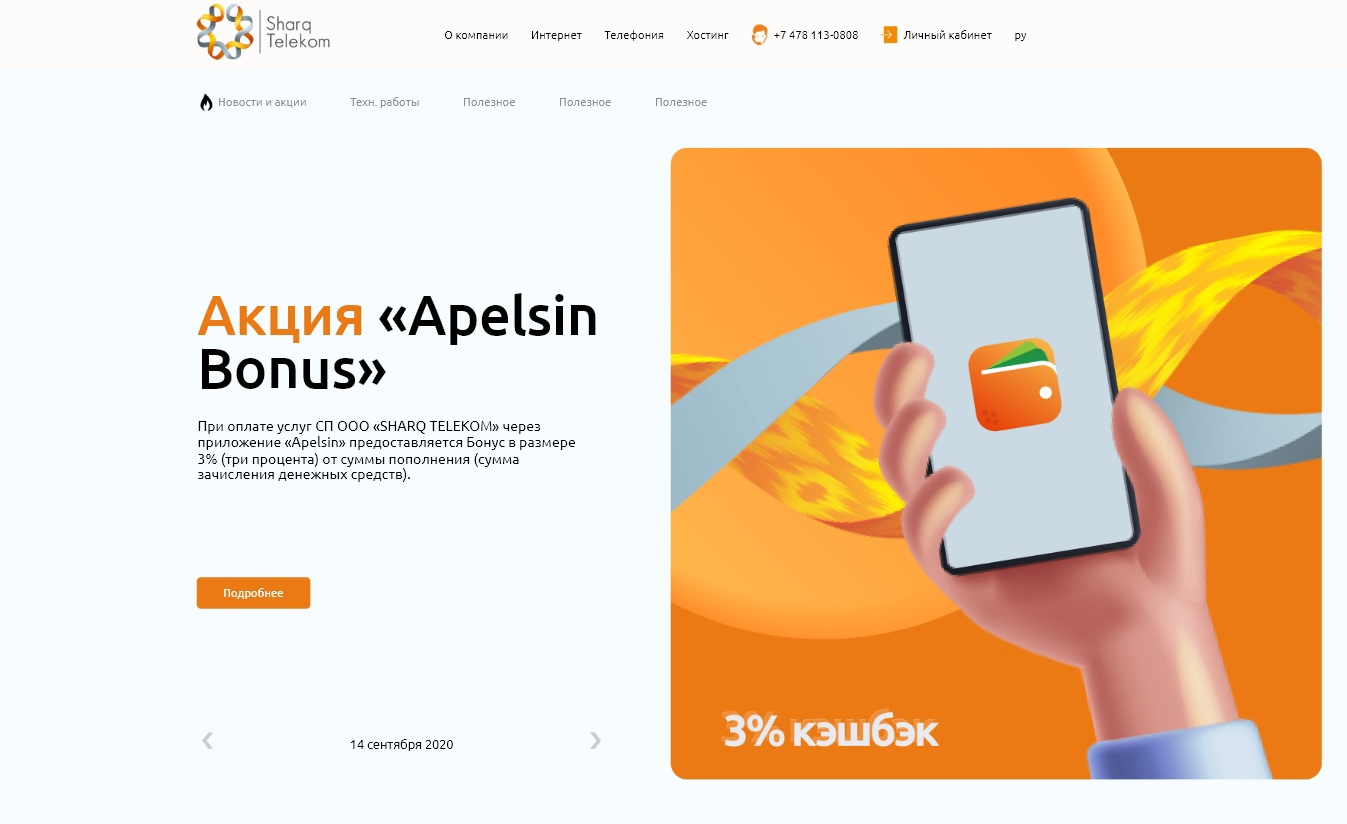 Sharq
Telekom
О компании
Интернет
Телефония
Хостинг
+7 478 113-0808
Личный кабинет
ру
Новости и акции
Техн. работы
Полезное
Полезное
Полезное
Акция «Apelsin
Bonus»
При оплате услуг СП ООО «SHARQ TELEKOM» через
приложение «Apelsin» предоставляется Бонус в размере
3% (три процента) от суммы пополнения (сумма
зачисления денежных средств).
Подробнее
14 сентября 2020
3% кэшбэк